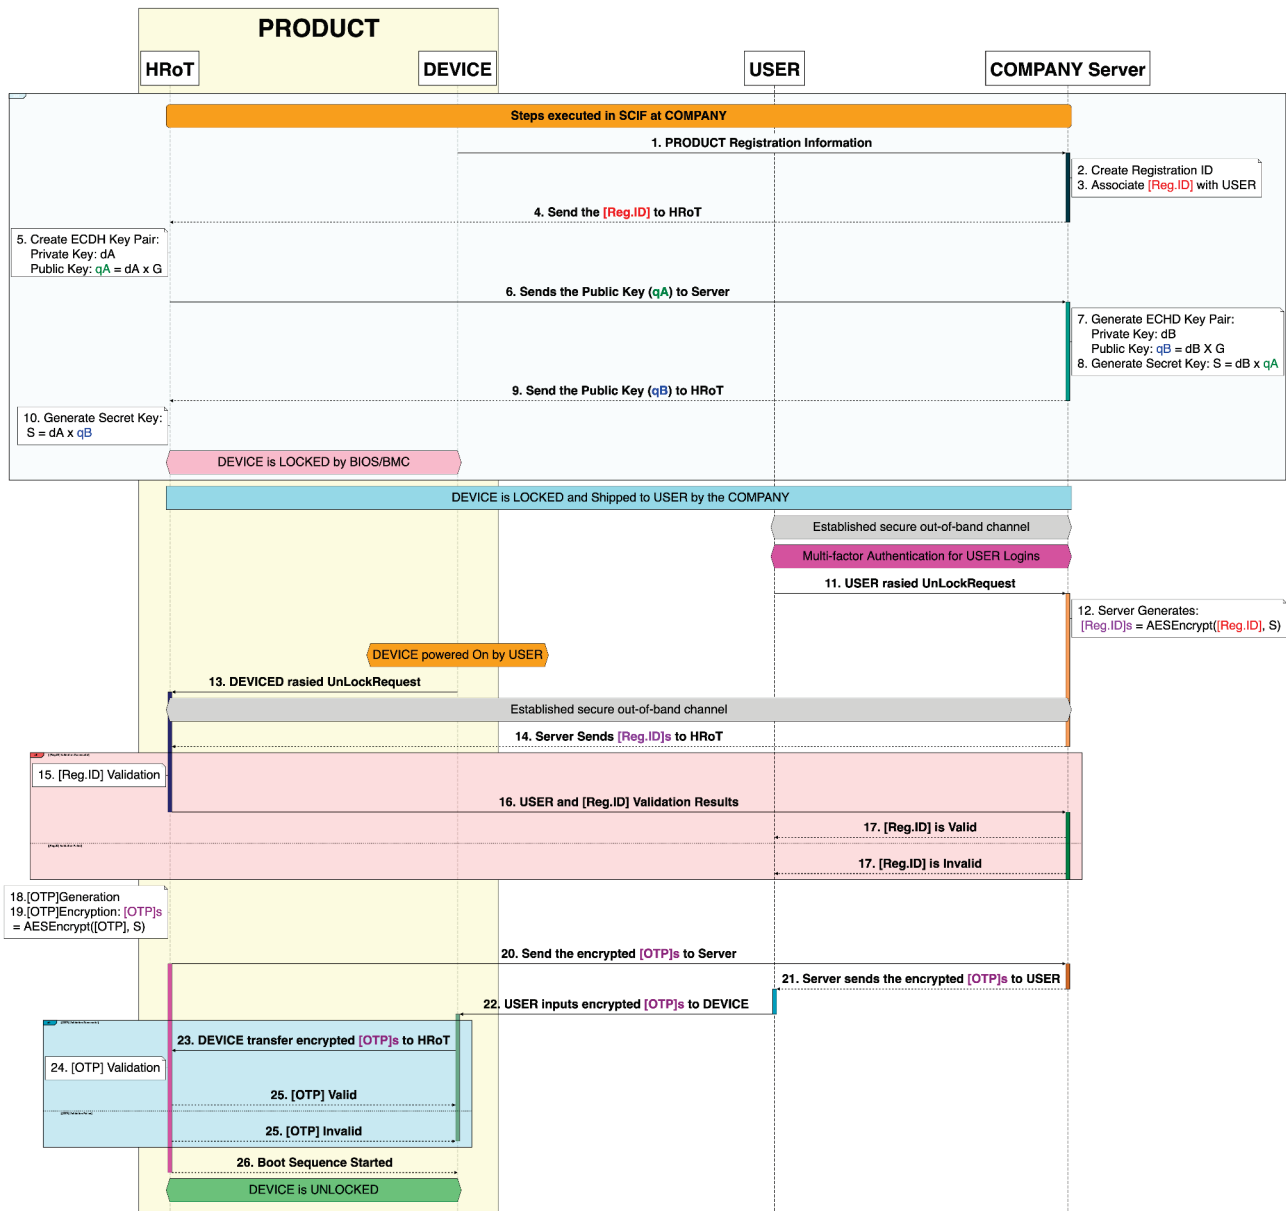 PRODUCT
HRoT
DEVICE
USER
COMPANY Server
Steps executed in SCIF at COMPANY
1. PRODUCT Registration Information
2. Create Registration ID
3. Associate [Reg.ID] with USER
4. Send the [Reg.ID] to HRoT
5. Create ECDH Key Pair:
Private Key: dA
Public Key: qA = dA x G
6. Sends the Public Key (qA) to Server
7. Generate ECHD Key Pair:
Private Key: dB
Public Key: qB = dB X G
8. Generate Secret Key: S = dB x qA
9. Send the Public Key (qB) to HRoT
10. Generate Secret Key:
S = dA x qB
DEVICE is LOCKED by BIOS/BMC
DEVICE is LOCKED and Shipped to USER by the COMPANY
Established secure out-of-band channel
Multi-factor Authentication for USER Logins
11. USER rasied UnLockRequest
12. Server Generates:
[Reg.ID]s = AESEncrypt([Reg.ID], S)
DEVICE powered On by USER
13. DEVICED rasied UnLockRequest
Established secure out-of-band channel
14. Server Sends [Reg.ID]s to HRoT
15. [Reg.ID] Validation
16. USER and [Reg.ID] Validation Results
17. [Reg.ID] is Valid
17. [Reg.ID] is Invalid
18.[OTP]Generation
19.[OTP]Encryption: [OTP]s
= AESEncrypt([OTP], S)
20. Send the encrypted [OTP]s to Server
21. Server sends the encrypted [OTP]s to USER
22. USER inputs encrypted [OTP]s to DEVICE
23. DEVICE transfer encrypted [OTP]s to HRoT
24. [OTP] Validation
25. [OTP] Valid
25. [OTP] Invalid
26. Boot Sequence Started
DEVICE is UNLOCKED